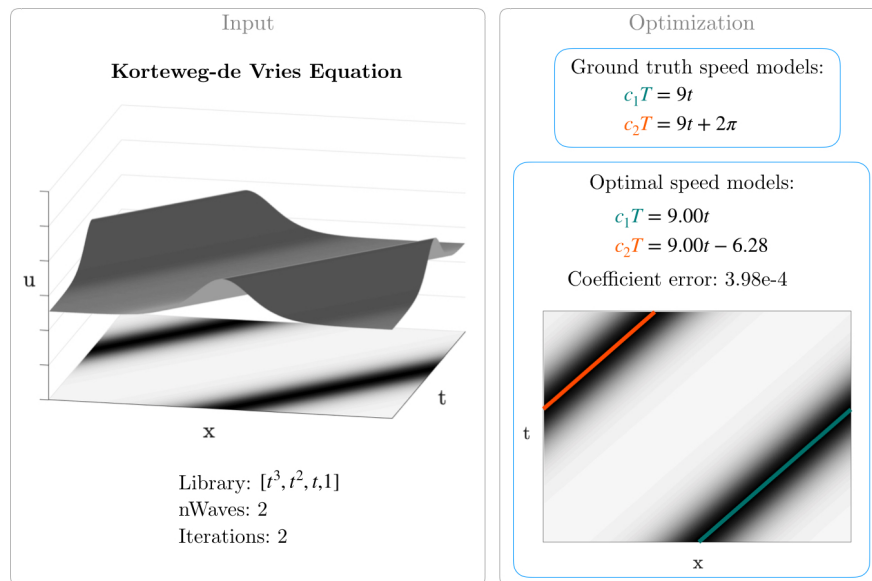 Input
Korteweg-de Vries Equation
u
t
x
Library: [t³, t², t,1]
nWaves: 2
Iterations: 2
Optimization
Ground truth speed models:
c₁T = 9t
c₂T = 9t + 2π
Optimal speed models:
c₁T = 9.00t
c₂T = 9.00t − 6.28
Coefficient error: 3.98e-4
t
x